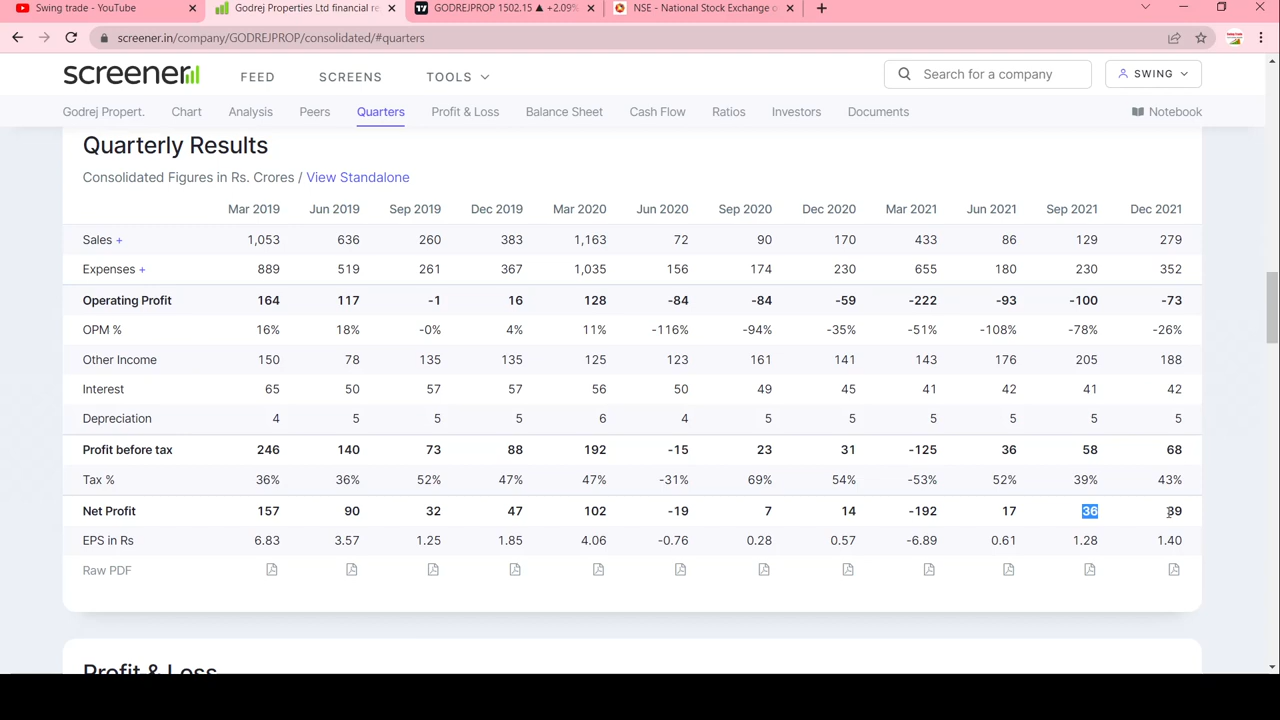 Swing trade - YouTube
Godrej Properties Ltd financial re
GODREJPROP 1502.15 ▲ +2.09%
NSE - National Stock Exchange o
screener.in/company/GODREJPROP/consolidated/#quarters
screener
FEED
SCREENS
TOOLS
Search for a company
SWING
Godrej Propert. Chart Analysis Peers Quarters Profit & Loss Balance Sheet Cash Flow Ratios Investors Documents Notebook
Quarterly Results
Consolidated Figures in Rs. Crores / View Standalone
Mar 2019 Jun 2019 Sep 2019 Dec 2019 Mar 2020 Jun 2020 Sep 2020 Dec 2020 Mar 2021 Jun 2021 Sep 2021 Dec 2021
Sales + 1,053 636 260 383 1,163 72 90 170 433 86 129 279
Expenses + 889 519 261 367 1,035 156 174 230 655 180 230 352
Operating Profit 164 117 -1 16 128 -84 -84 -59 -222 -93 -100 -73
OPM % 16% 18% -0% 4% 11% -116% -94% -35% -51% -108% -78% -26%
Other Income 150 78 135 135 125 123 161 141 143 176 205 188
Interest 65 50 57 57 56 50 49 45 41 42 41 42
Depreciation 4 5 5 5 6 4 5 5 5 5 5 5
Profit before tax 246 140 73 88 192 -15 23 31 -125 36 58 68
Tax % 36% 36% 52% 47% 47% -31% 69% 54% -53% 52% 39% 43%
Net Profit 157 90 32 47 102 -19 7 14 -192 17 36 39
EPS in Rs 6.83 3.57 1.25 1.85 4.06 -0.76 0.28 0.57 -6.89 0.61 1.28 1.40
Raw PDF
Profit & Loss